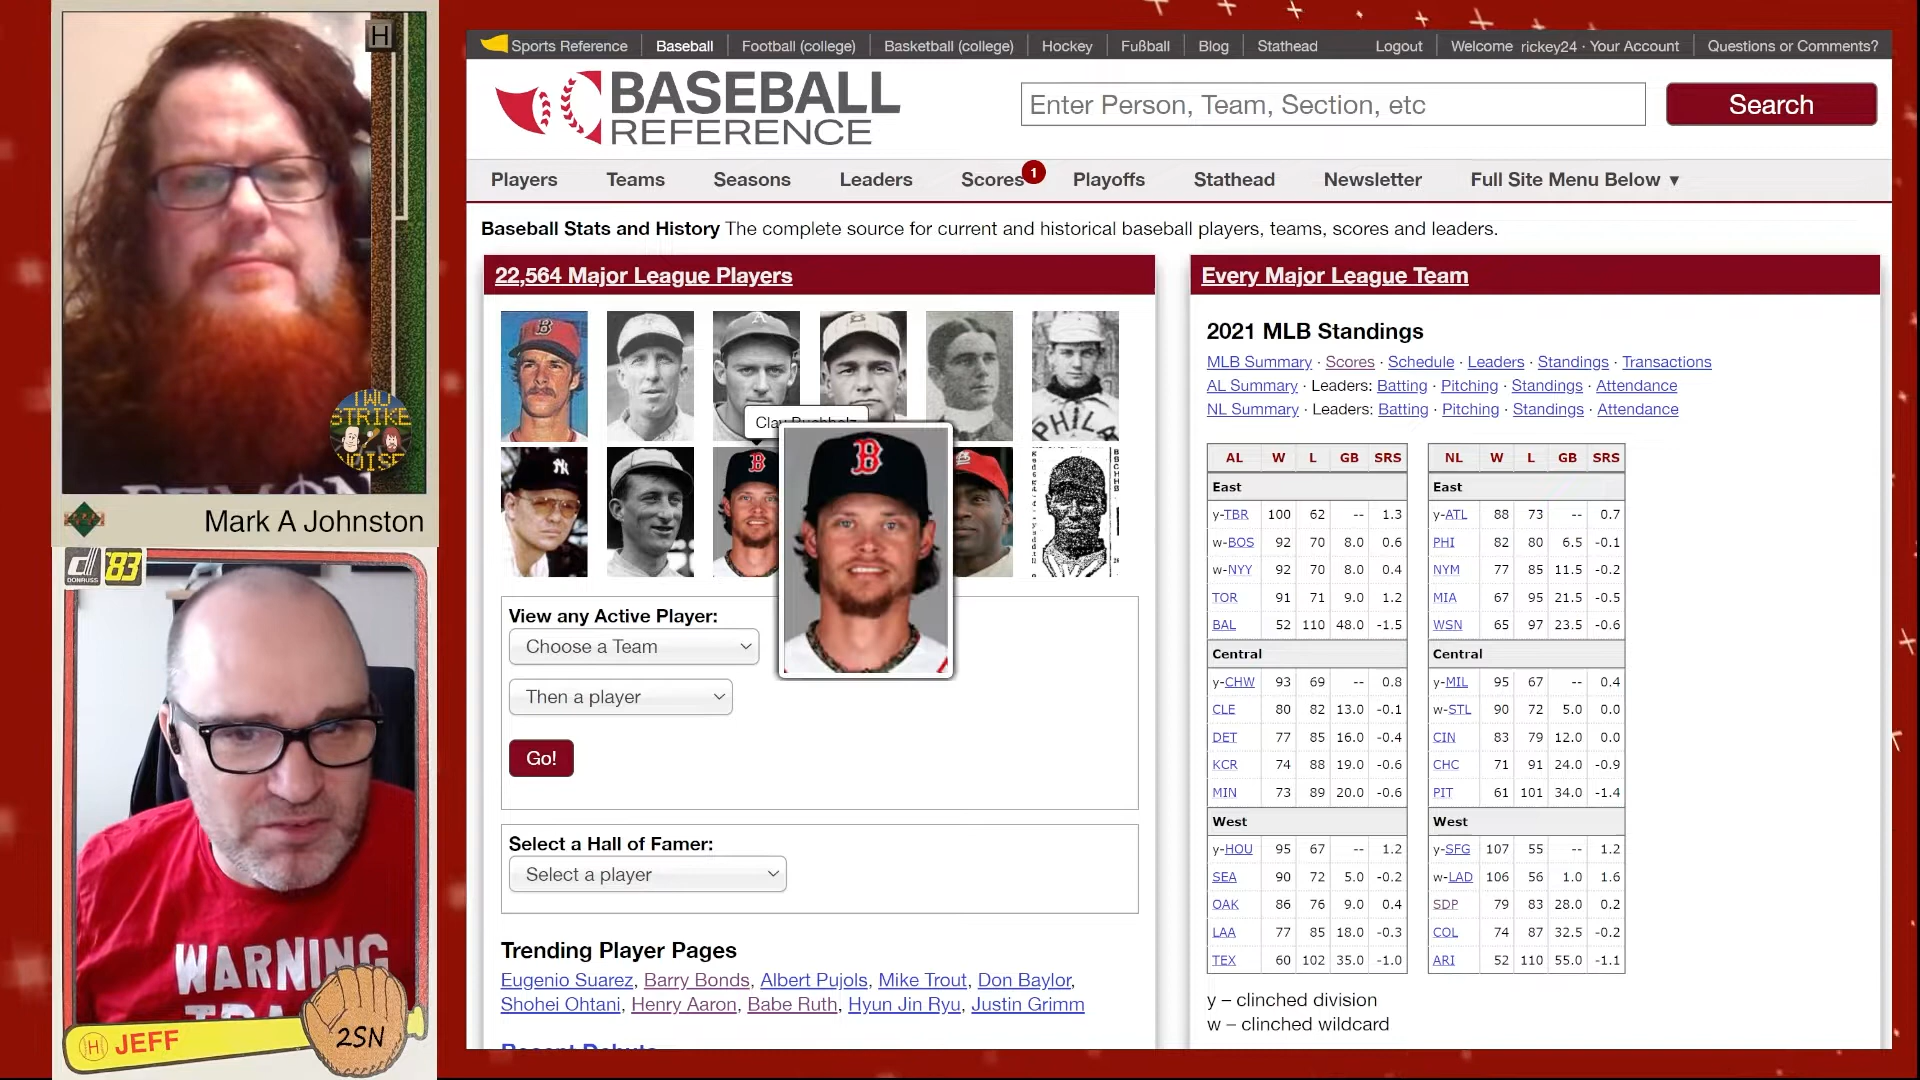 H
TWO
STRIKE
NOISE
Mark A Johnston
DONRUSS '83
WARNING
JEFF
2SN
Sports Reference
Baseball
Football (college)
Basketball (college)
Hockey
Fußball
Blog
Stathead
Logout
Welcome rickey24 · Your Account
Questions or Comments?
BASEBALL
REFERENCE
Enter Person, Team, Section, etc
Search
Players
Teams
Seasons
Leaders
Scores
1
Playoffs
Stathead
Newsletter
Full Site Menu Below ▼
Baseball Stats and History The complete source for current and historical baseball players, teams, scores and leaders.
22,564 Major League Players
PHILA
View any Active Player:
Choose a Team
Then a player
Go!
Select a Hall of Famer:
Select a player
Trending Player Pages
Eugenio Suarez, Barry Bonds, Albert Pujols, Mike Trout, Don Baylor,
Shohei Ohtani, Henry Aaron, Babe Ruth, Hyun Jin Ryu, Justin Grimm
Every Major League Team
2021 MLB Standings
MLB Summary · Scores · Schedule · Leaders · Standings · Transactions
AL Summary · Leaders: Batting · Pitching · Standings · Attendance
NL Summary · Leaders: Batting · Pitching · Standings · Attendance
AL W L GB SRS
East
y-TBR 100 62 -- 1.3
w-BOS 92 70 8.0 0.6
w-NYY 92 70 8.0 0.4
TOR 91 71 9.0 1.2
BAL 52 110 48.0 -1.5
Central
y-CHW 93 69 -- 0.8
CLE 80 82 13.0 -0.1
DET 77 85 16.0 -0.4
KCR 74 88 19.0 -0.6
MIN 73 89 20.0 -0.6
West
y-HOU 95 67 -- 1.2
SEA 90 72 5.0 -0.2
OAK 86 76 9.0 0.4
LAA 77 85 18.0 -0.3
TEX 60 102 35.0 -1.0
NL W L GB SRS
East
y-ATL 88 73 -- 0.7
PHI 82 80 6.5 -0.1
NYM 77 85 11.5 -0.2
MIA 67 95 21.5 -0.5
WSN 65 97 23.5 -0.6
Central
y-MIL 95 67 -- 0.4
w-STL 90 72 5.0 0.0
CIN 83 79 12.0 0.0
CHC 71 91 24.0 -0.9
PIT 61 101 34.0 -1.4
West
y-SFG 107 55 -- 1.2
w-LAD 106 56 1.0 1.6
SDP 79 83 28.0 0.2
COL 74 87 32.5 -0.2
ARI 52 110 55.0 -1.1
y – clinched division
w – clinched wildcard